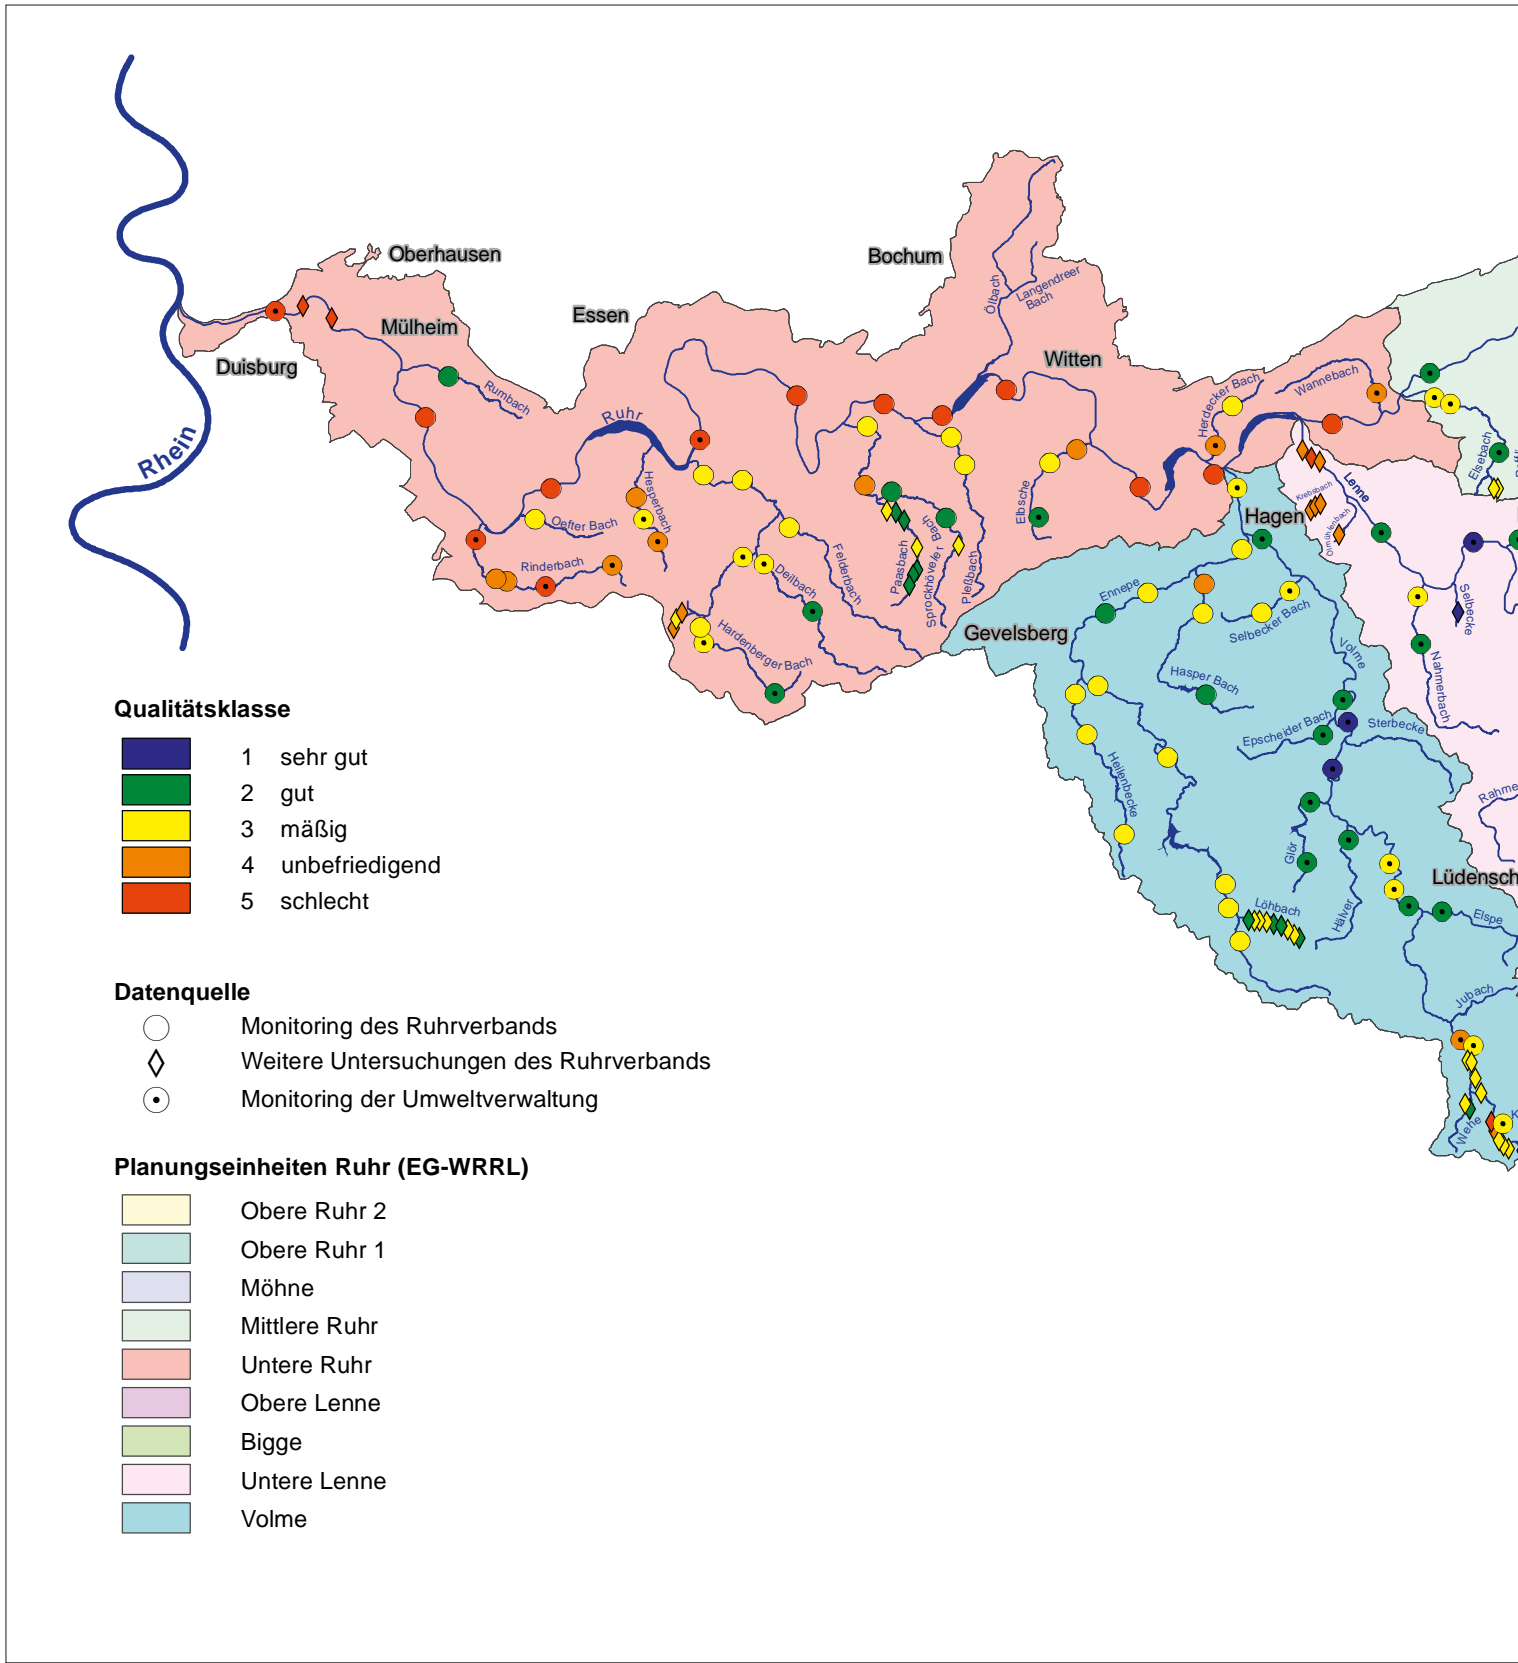 Oberhausen
Bochum
Essen
Mülheim
Duisburg
Witten
Rhein
Ölbach
Langendreer
Bach
Rumbach
Ruhr
Herdecker Bach
Wannebach
Elsebach
Hesperbach
Oefter Bach
Rinderbach
Elbsche
Hagen
Krebsbach
Lenne
Felderbach
Deilbach
Paasbach
Sprockhöveler Bach
Pleßbach
Hardenberger Bach
Ennepe
Gevelsberg
Selbecker Bach
Selbecke
Volme
Nahmerbach
Hasper Bach
Epscheider Bach
Sterbecke
Heilenbecke
Rahme
Glör
Lüdensch
Löhbach
Hälver
Elspe
Jubach
Wehe
K
Qualitätsklasse
1 sehr gut
2 gut
3 mäßig
4 unbefriedigend
5 schlecht
Datenquelle
Monitoring des Ruhrverbands
Weitere Untersuchungen des Ruhrverbands
Monitoring der Umweltverwaltung
Planungseinheiten Ruhr (EG-WRRL)
Obere Ruhr 2
Obere Ruhr 1
Möhne
Mittlere Ruhr
Untere Ruhr
Obere Lenne
Bigge
Untere Lenne
Volme